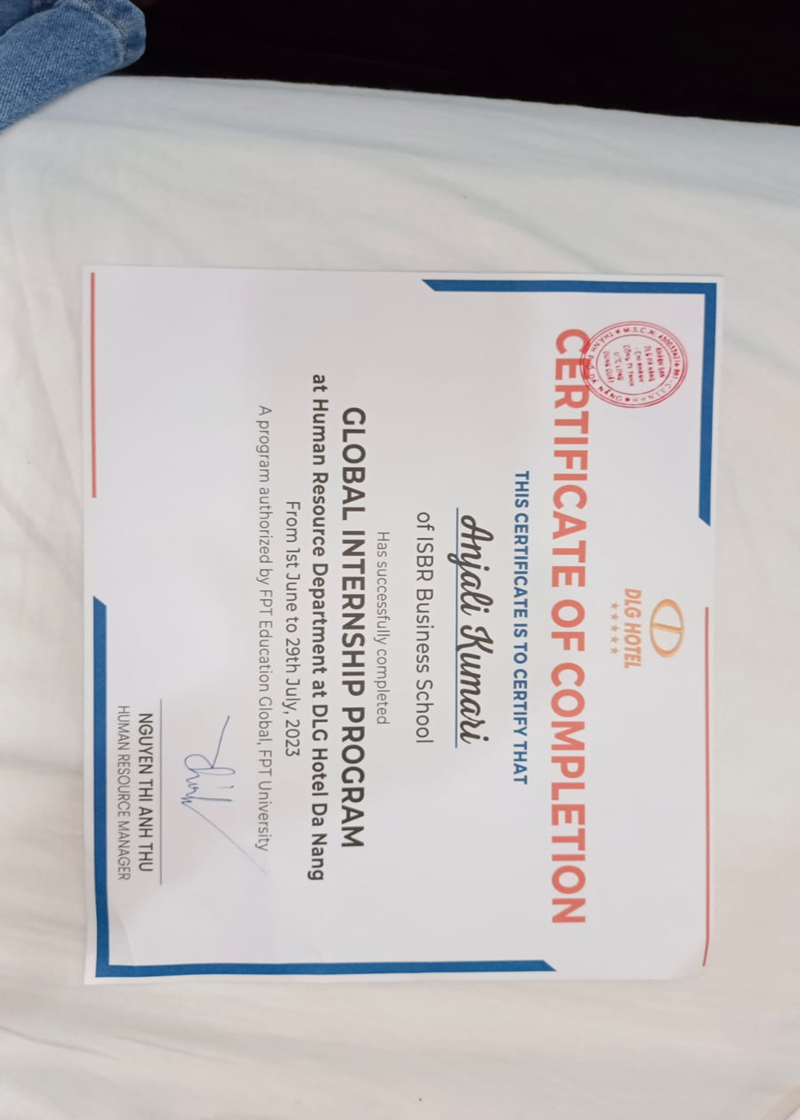 DLG HOTEL
CERTIFICATE OF COMPLETION
THIS CERTIFICATE IS TO CERTIFY THAT
Anjali Kumari
of ISBR Business School
Has successfully completed
GLOBAL INTERNSHIP PROGRAM
at Human Resource Department at DLG Hotel Da Nang
From 1st June to 29th July, 2023
A program authorized by FPT Education Global, FPT University
NGUYEN THI ANH THU
HUMAN RESOURCE MANAGER